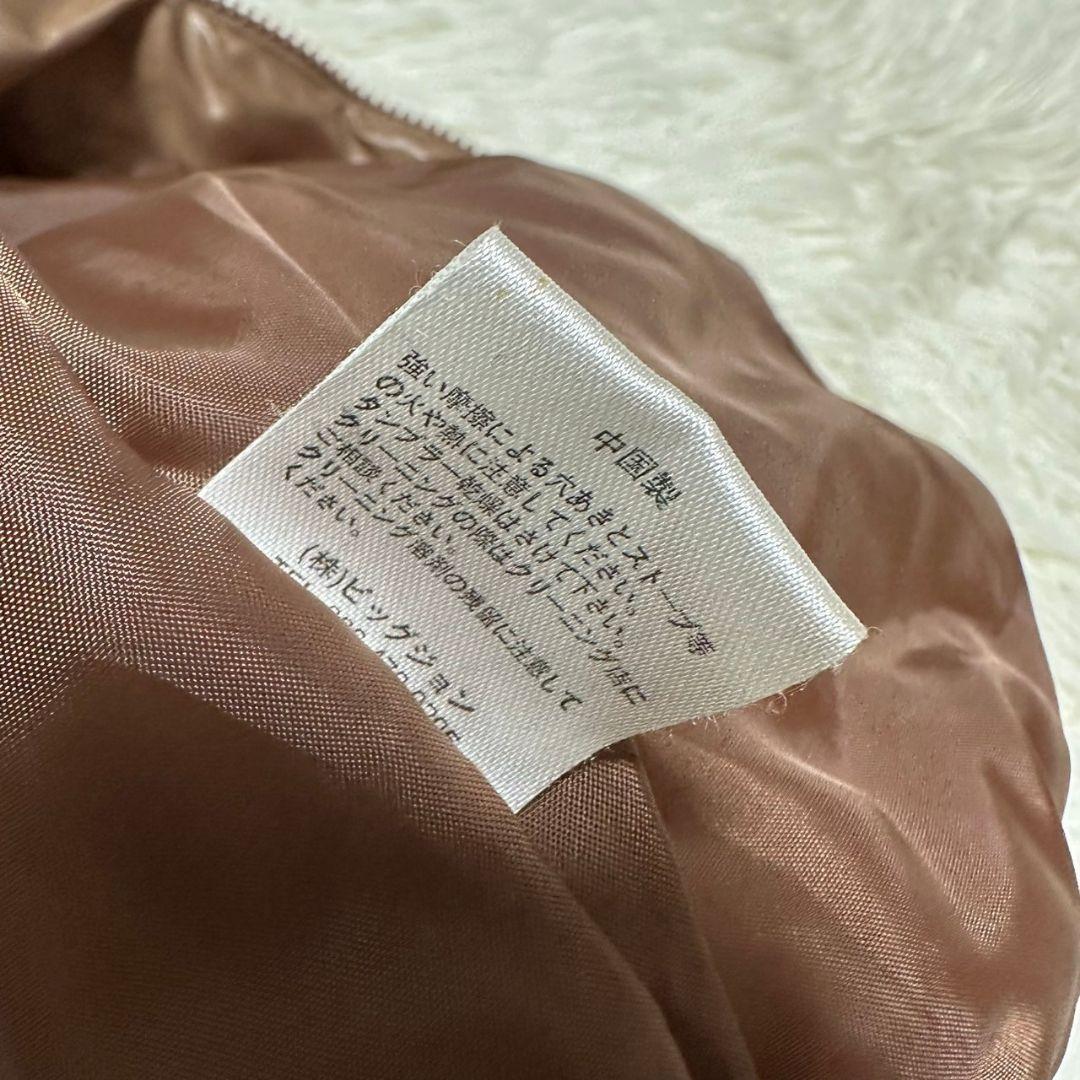 中国製
強い摩擦による穴あきとストーブ等
の火や熱に注意してください。
タンブラー乾燥はさけて下さい。
クリーニングの際はクリーニング店に
ご相談ください。
クリーニング溶剤の残留に注意して
ください。
(株)ビッグジョン